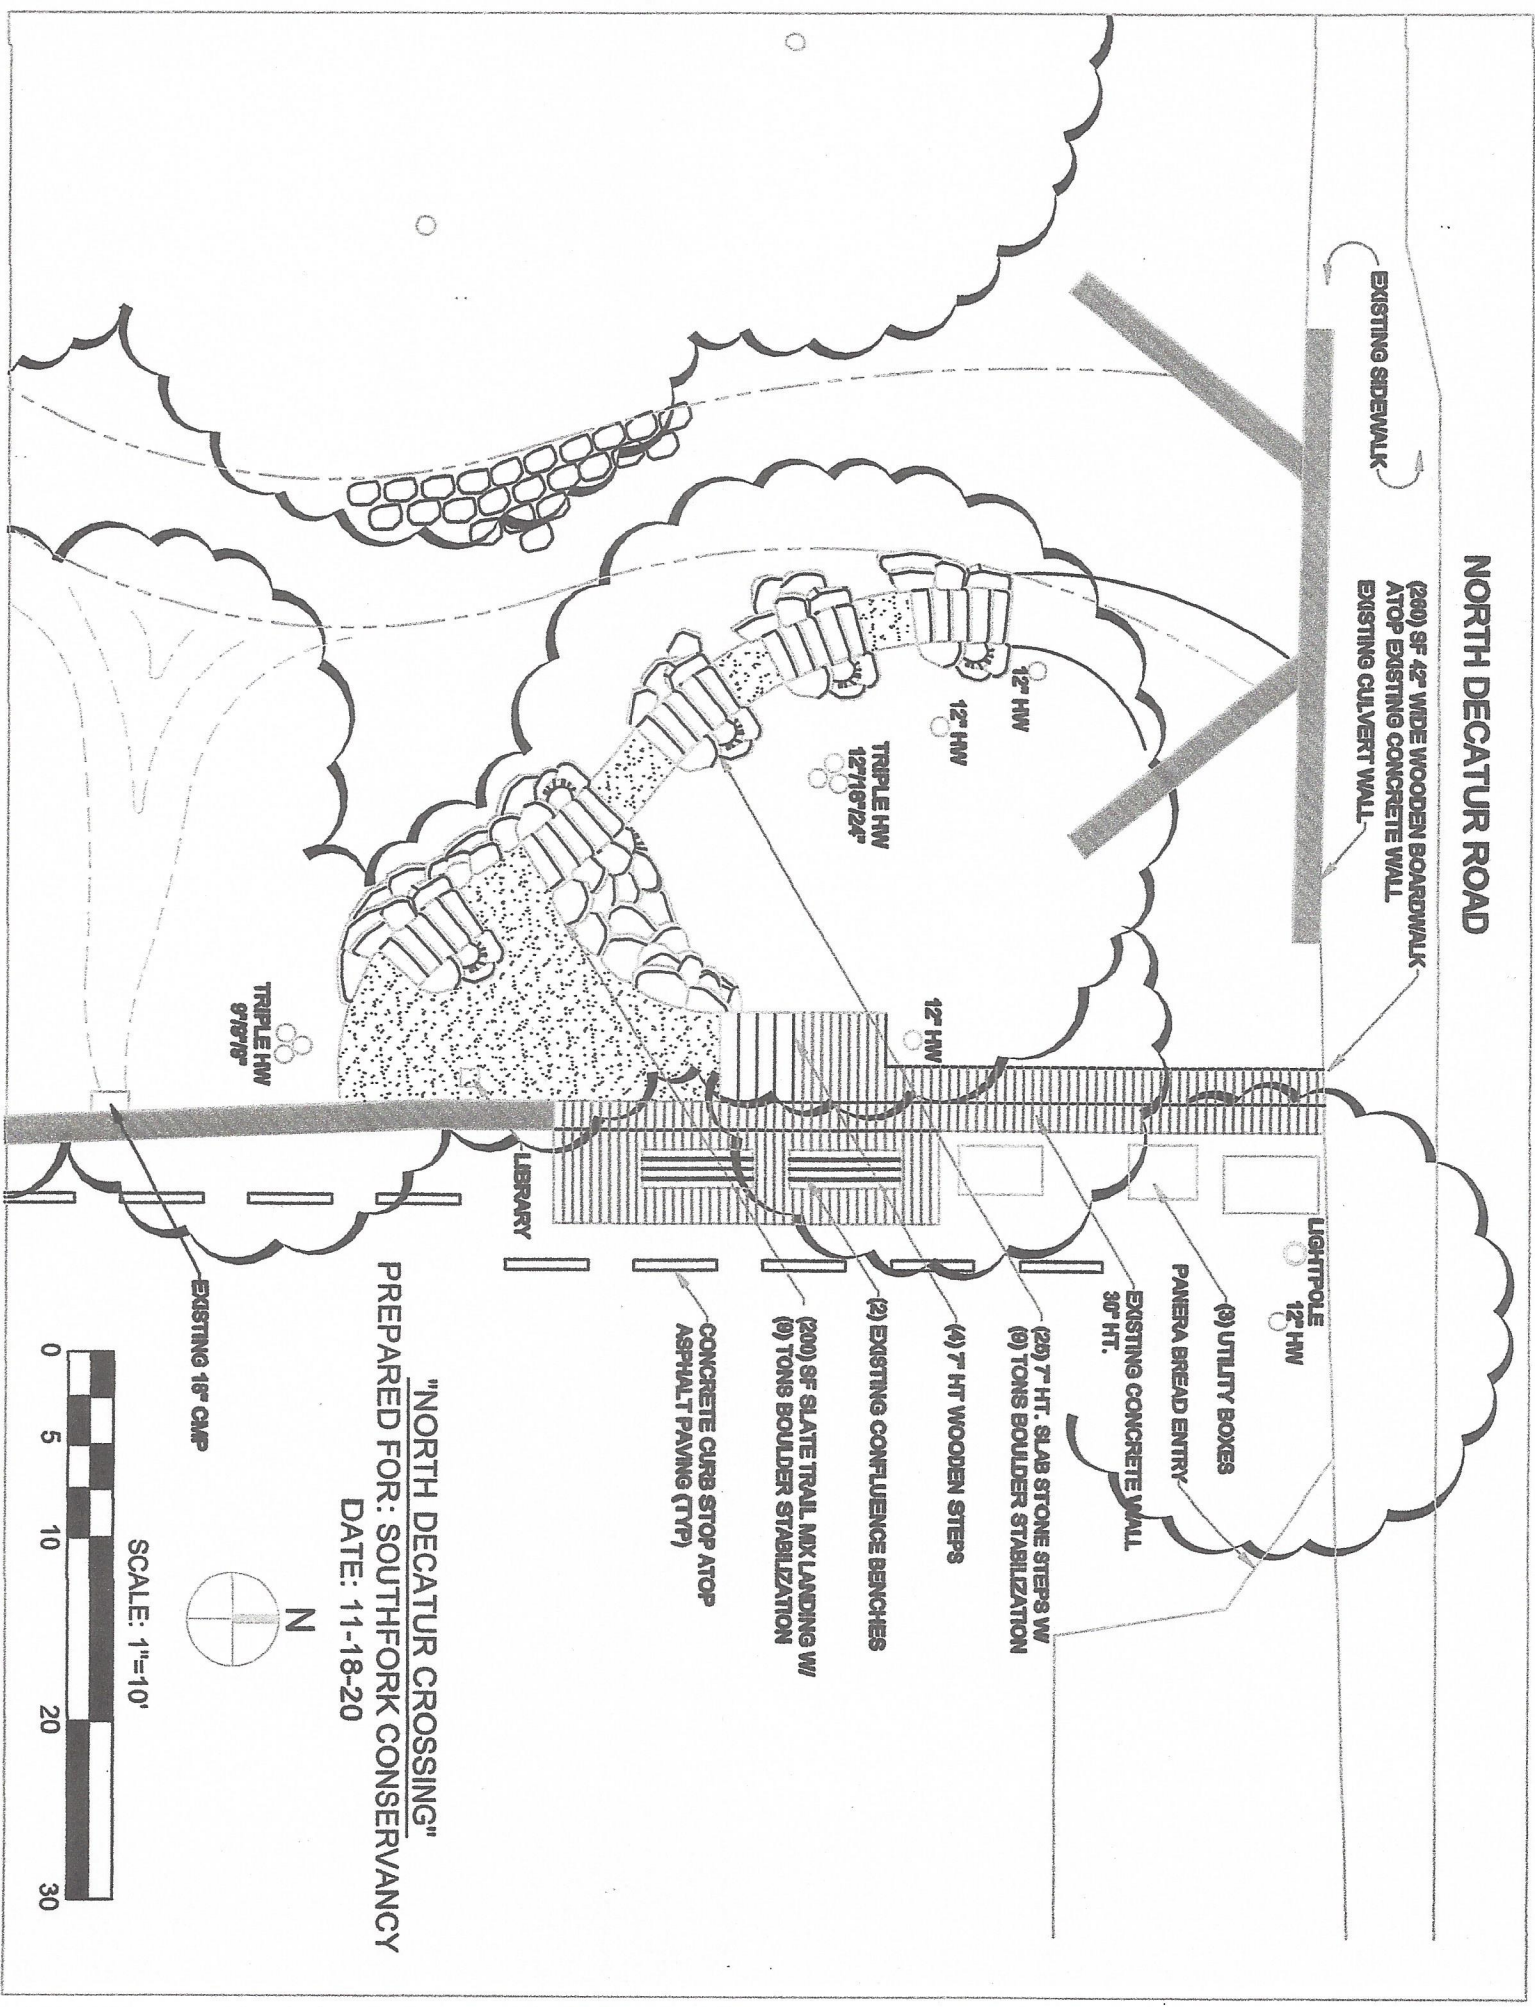 NORTH DECATUR ROAD
EXISTING SIDEWALK
(260) SF 42" WIDE WOODEN BOARDWALK
ATOP EXISTING CONCRETE WALL
EXISTING CULVERT WALL
12" HW
12" HW
TRIPLE HW
12"/18"/24"
12" HW
LIGHTPOLE
12" HW
(3) UTILITY BOXES
PANERA BREAD ENTRY
EXISTING CONCRETE WALL
30" HT.
(25) 7" HT. SLAB STONE STEPS W/
(9) TONS BOULDER STABILIZATION
(4) 7" HT WOODEN STEPS
(2) EXISTING CONFLUENCE BENCHES
(200) SF SLATE TRAIL MIX LANDING W/
(9) TONS BOULDER STABILIZATION
CONCRETE CURB STOP ATOP
ASPHALT PAVING (TYP)
LIBRARY
TRIPLE HW
EXISTING 18" CMP
"NORTH DECATUR CROSSING"
PREPARED FOR: SOUTHFORK CONSERVANCY
DATE: 11-18-20
N
SCALE: 1"=10'
0 5 10 20 30